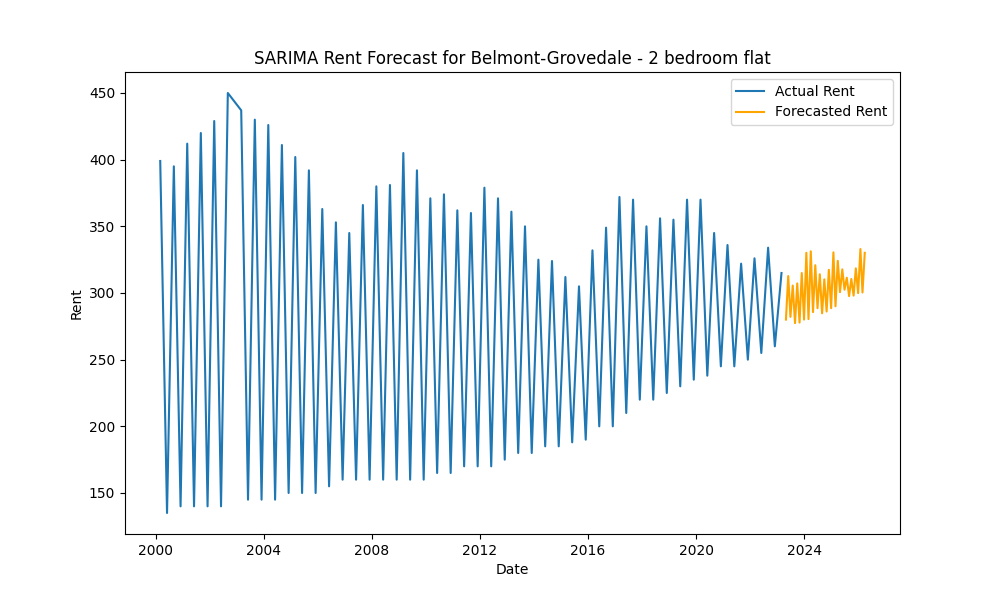 SARIMA Rent Forecast for Belmont-Grovedale - 2 bedroom flat
Actual Rent
Forecasted Rent
450
400
350
300
250
200
150
Rent
2000 2004 2008 2012 2016 2020 2024
Date